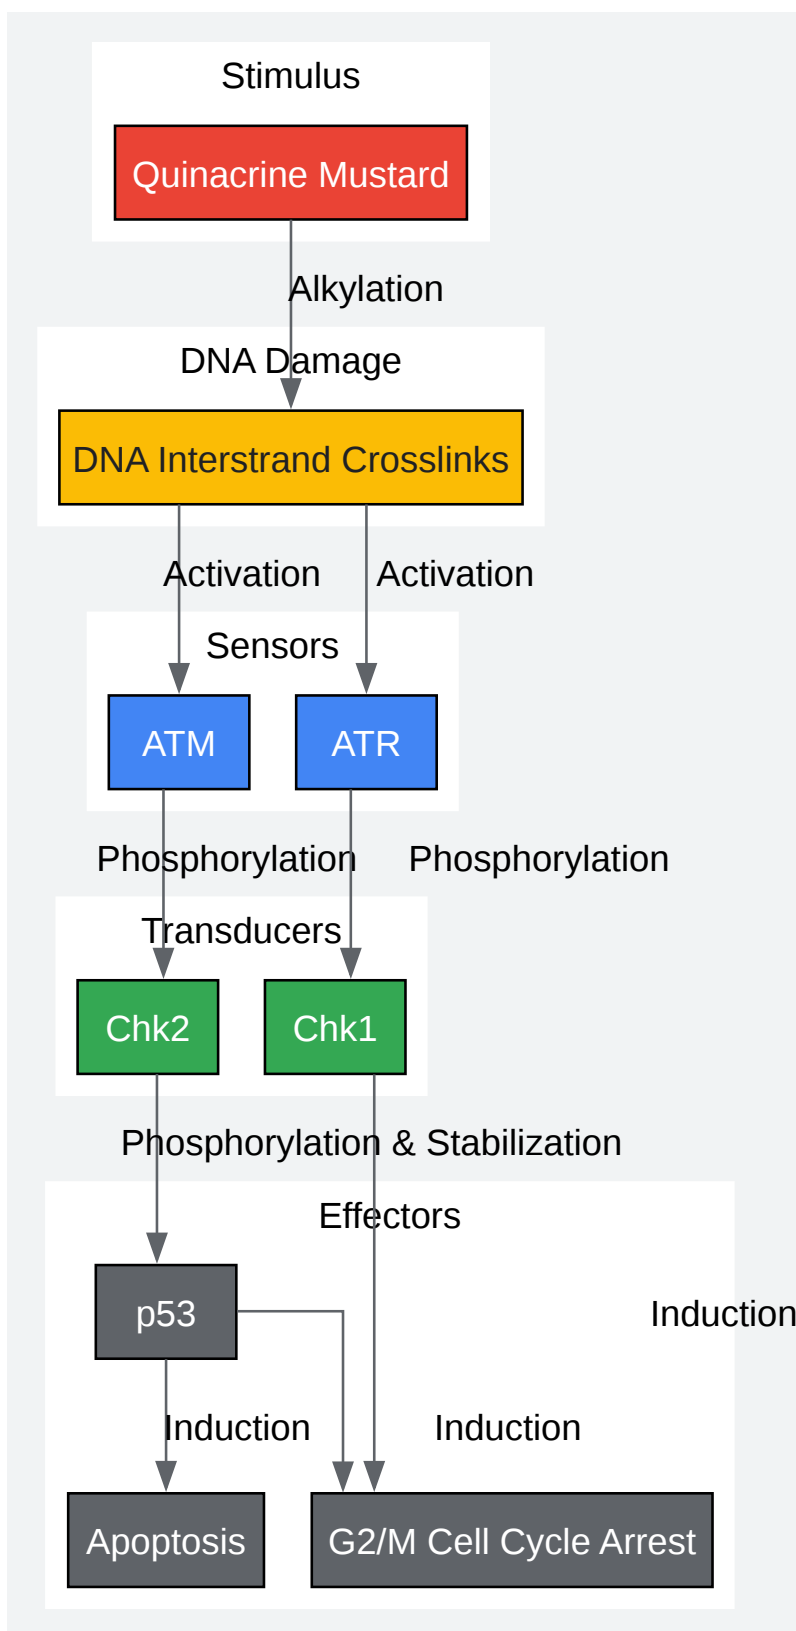 Stimulus
Quinacrine Mustard
Alkylation
DNA Damage
DNA Interstrand Crosslinks
Activation
Activation
Sensors
ATM
ATR
Phosphorylation
Phosphorylation
Transducers
Chk2
Chk1
Phosphorylation & Stabilization
Effectors
p53
Induction
Induction
Induction
Apoptosis
G2/M Cell Cycle Arrest